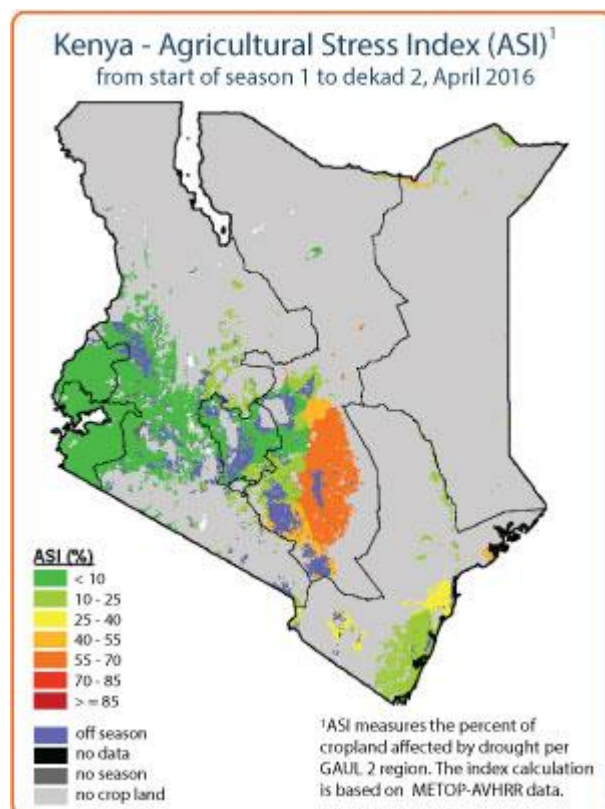 Kenya - Agricultural Stress Index (ASI)¹
from start of season 1 to dekad 2, April 2016
ASI (%)
< 10
10 - 25
25 - 40
40 - 55
55 - 70
70 - 85
> = 85
off season
no data
no season
no crop land
¹ASI measures the percent of
cropland affected by drought per
GAUL 2 region. The index calculation
is based on METOP-AVHRR data.